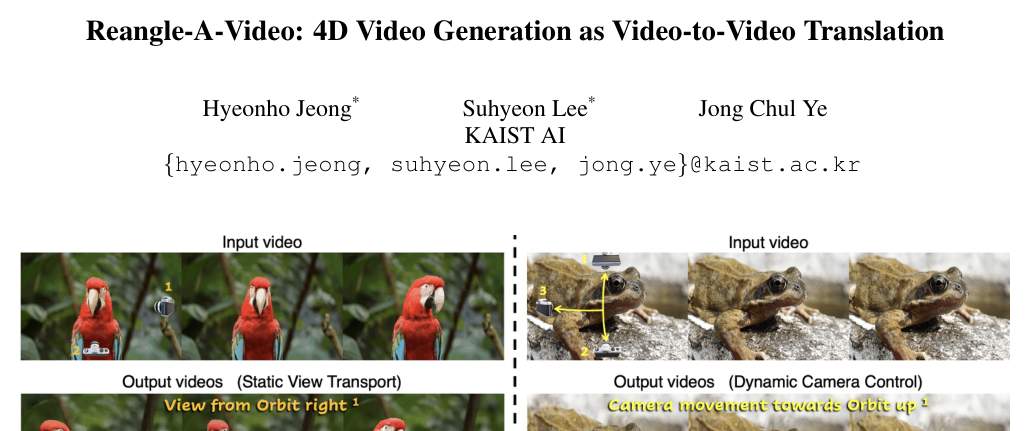 Reangle-A-Video: 4D Video Generation as Video-to-Video Translation
Hyeonho Jeong* Suhyeon Lee* Jong Chul Ye
KAIST AI
{hyeonho.jeong, suhyeon.lee, jong.ye}@kaist.ac.kr
Input video
1
2
Output videos (Static View Transport)
View from Orbit right 1
Input video
1
3
2
Output videos (Dynamic Camera Control)
Camera movement towards Orbit up 1